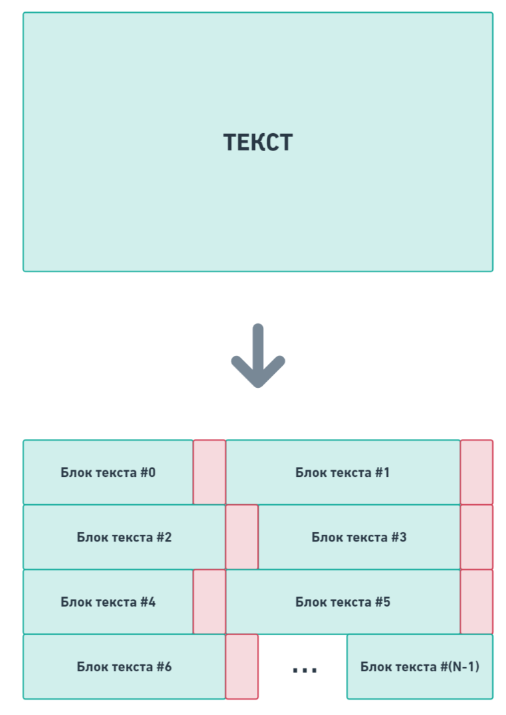 ТЕКСТ
Блок текста #0
Блок текста #1
Блок текста #2
Блок текста #3
Блок текста #4
Блок текста #5
Блок текста #6
...
Блок текста #(N-1)